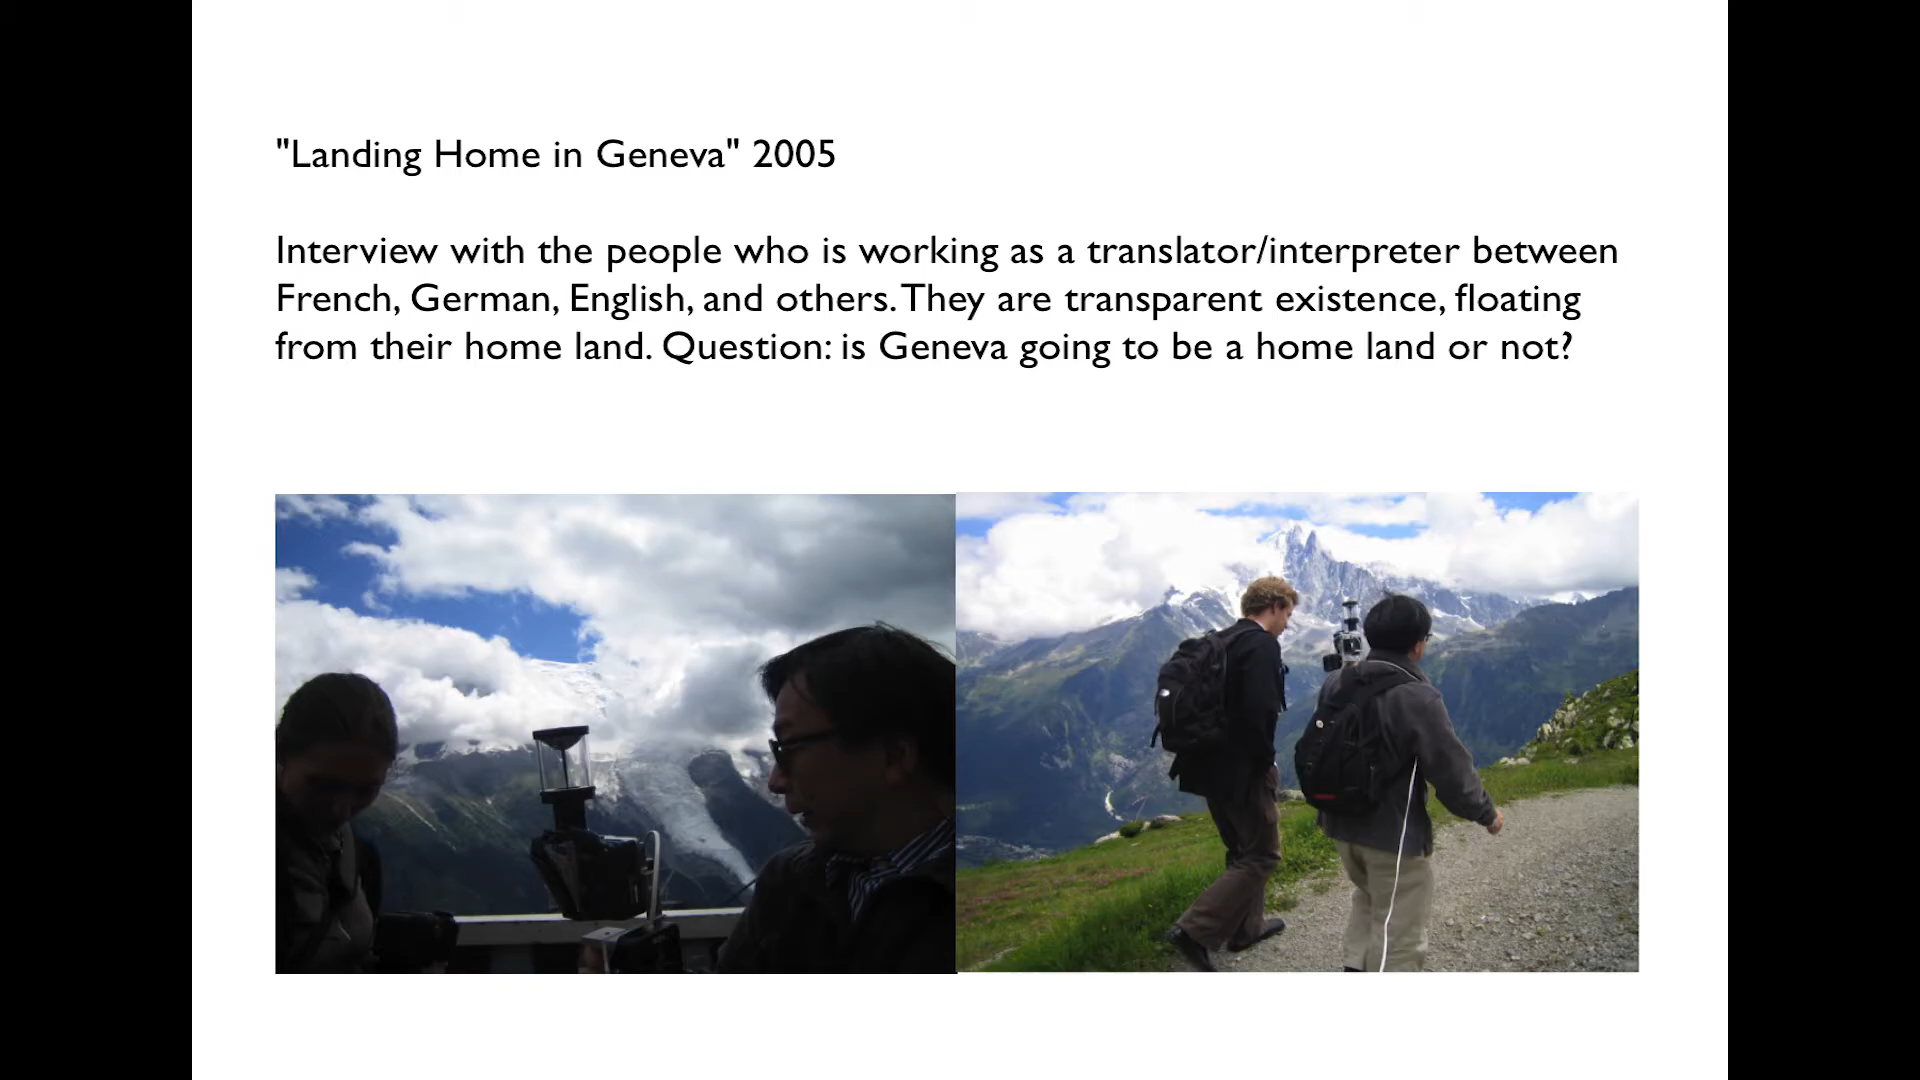 "Landing Home in Geneva" 2005
Interview with the people who is working as a translator/interpreter between
French, German, English, and others. They are transparent existence, floating
from their home land. Question: is Geneva going to be a home land or not?